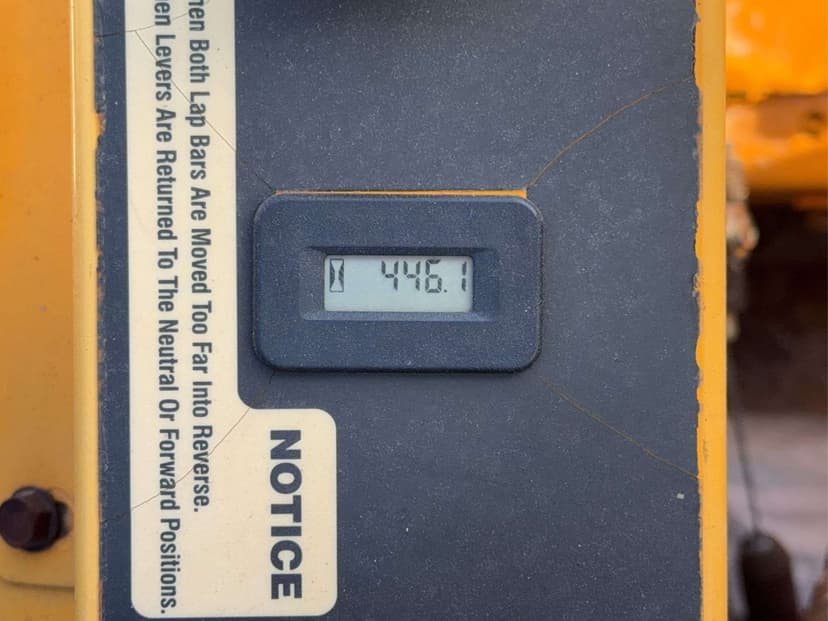 446.1
NOTICE
hen Both Lap Bars Are Moved Too Far Into Reverse.
en Levers Are Returned To The Neutral Or Forward Positions.